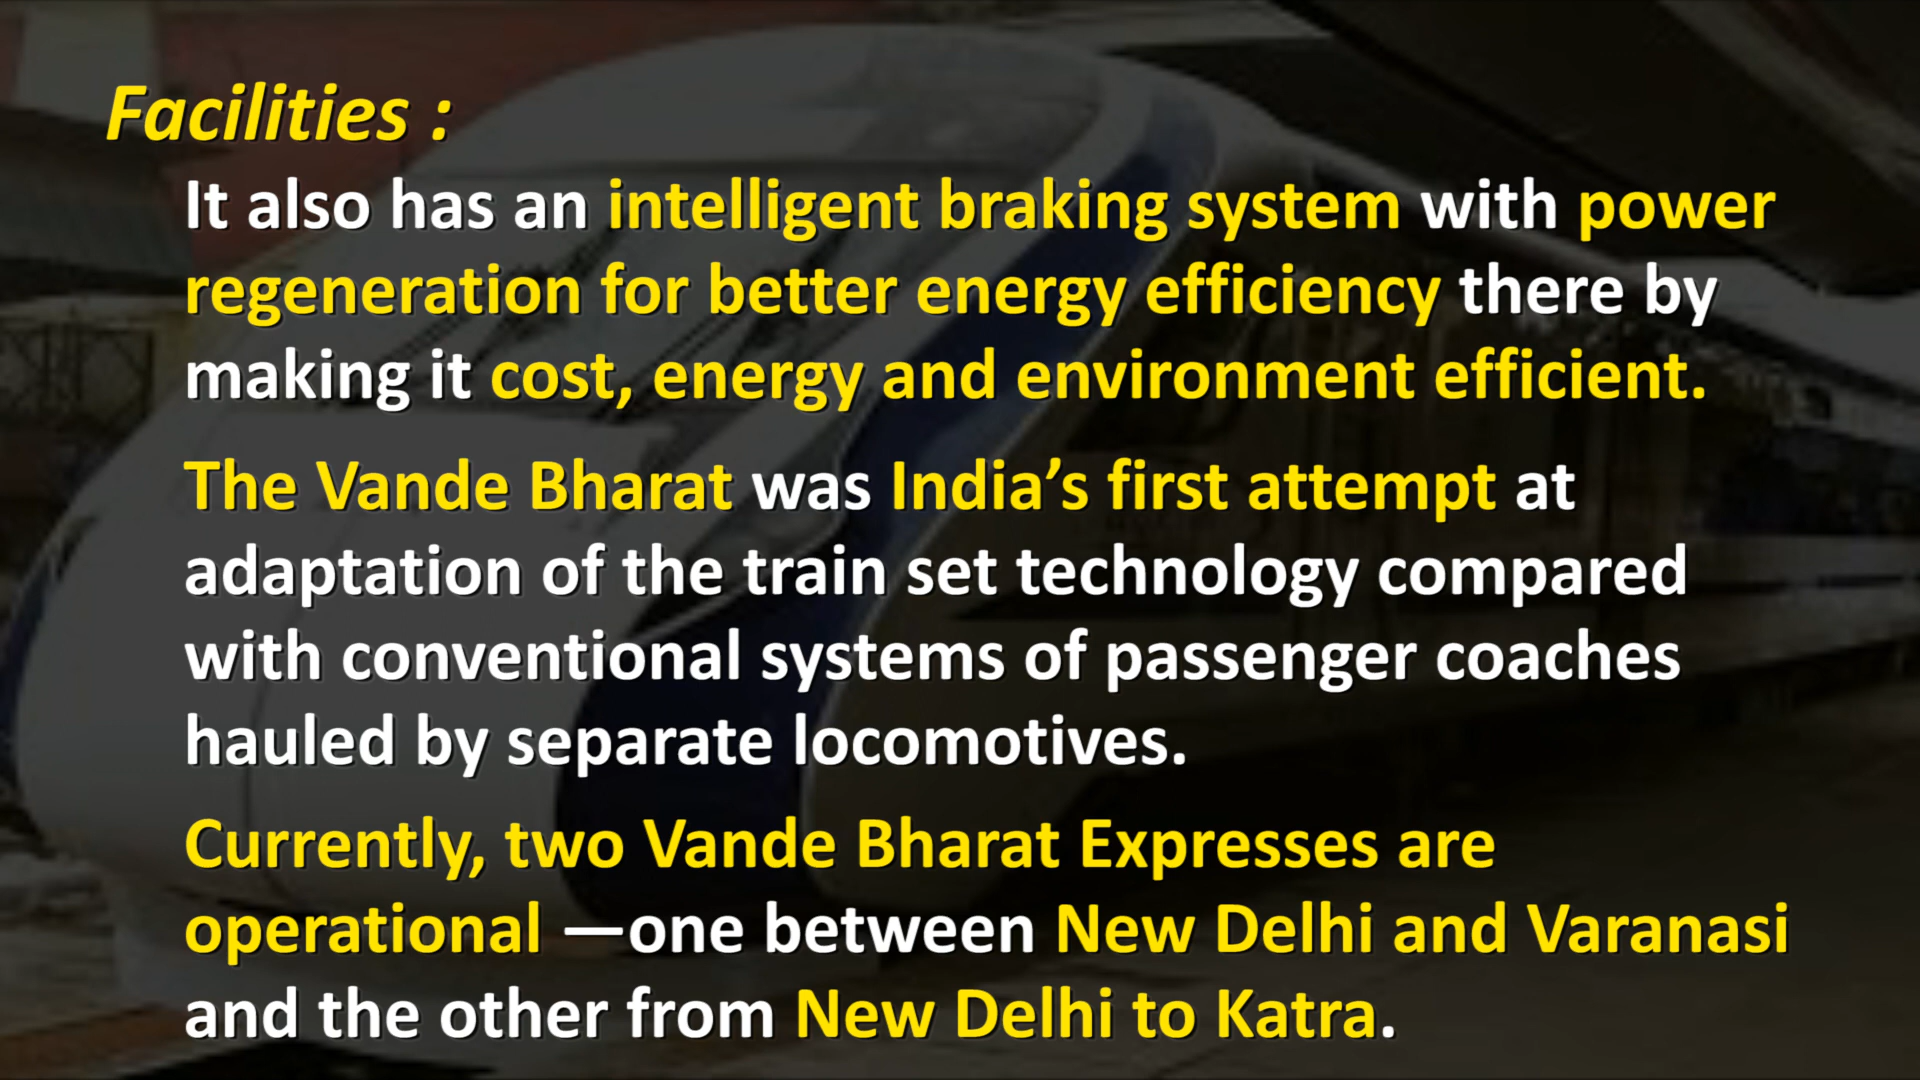 Facilities :
It also has an intelligent braking system with power
regeneration for better energy efficiency there by
making it cost, energy and environment efficient.
The Vande Bharat was India’s first attempt at
adaptation of the train set technology compared
with conventional systems of passenger coaches
hauled by separate locomotives.
Currently, two Vande Bharat Expresses are
operational —one between New Delhi and Varanasi
and the other from New Delhi to Katra.